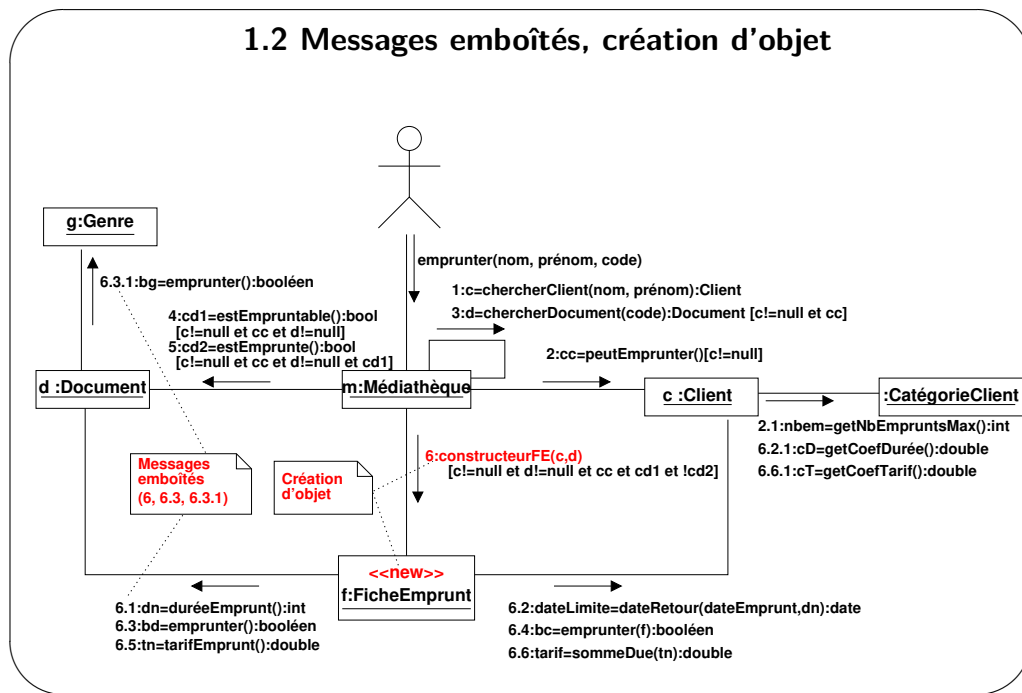 1.2 Messages emboîtés, création d'objet
g:Genre
6.3.1:bg=emprunter():booléen
emprunter(nom, prénom, code)
1:c=chercherClient(nom, prénom):Client
3:d=chercherDocument(code):Document [c!=null et cc]
4:cd1=estEmpruntable():bool
[c!=null et cc et d!=null]
5:cd2=estEmprunte():bool
[c!=null et cc et d!=null et cd1]
2:cc=peutEmprunter()[c!=null]
d :Document
m:Médiathèque
c :Client
:CatégorieClient
2.1:nbem=getNbEmpruntsMax():int
6.2.1:cD=getCoefDurée():double
6.6.1:cT=getCoefTarif():double
Messages
emboîtés
(6, 6.3, 6.3.1)
Création
d'objet
6:constructeurFE(c,d)
[c!=null et d!=null et cc et cd1 et !cd2]
<<new>>
f:FicheEmprunt
6.1:dn=duréeEmprunt():int
6.3:bd=emprunter():booléen
6.5:tn=tarifEmprunt():double
6.2:dateLimite=dateRetour(dateEmprunt,dn):date
6.4:bc=emprunter(f):booléen
6.6:tarif=sommeDue(tn):double